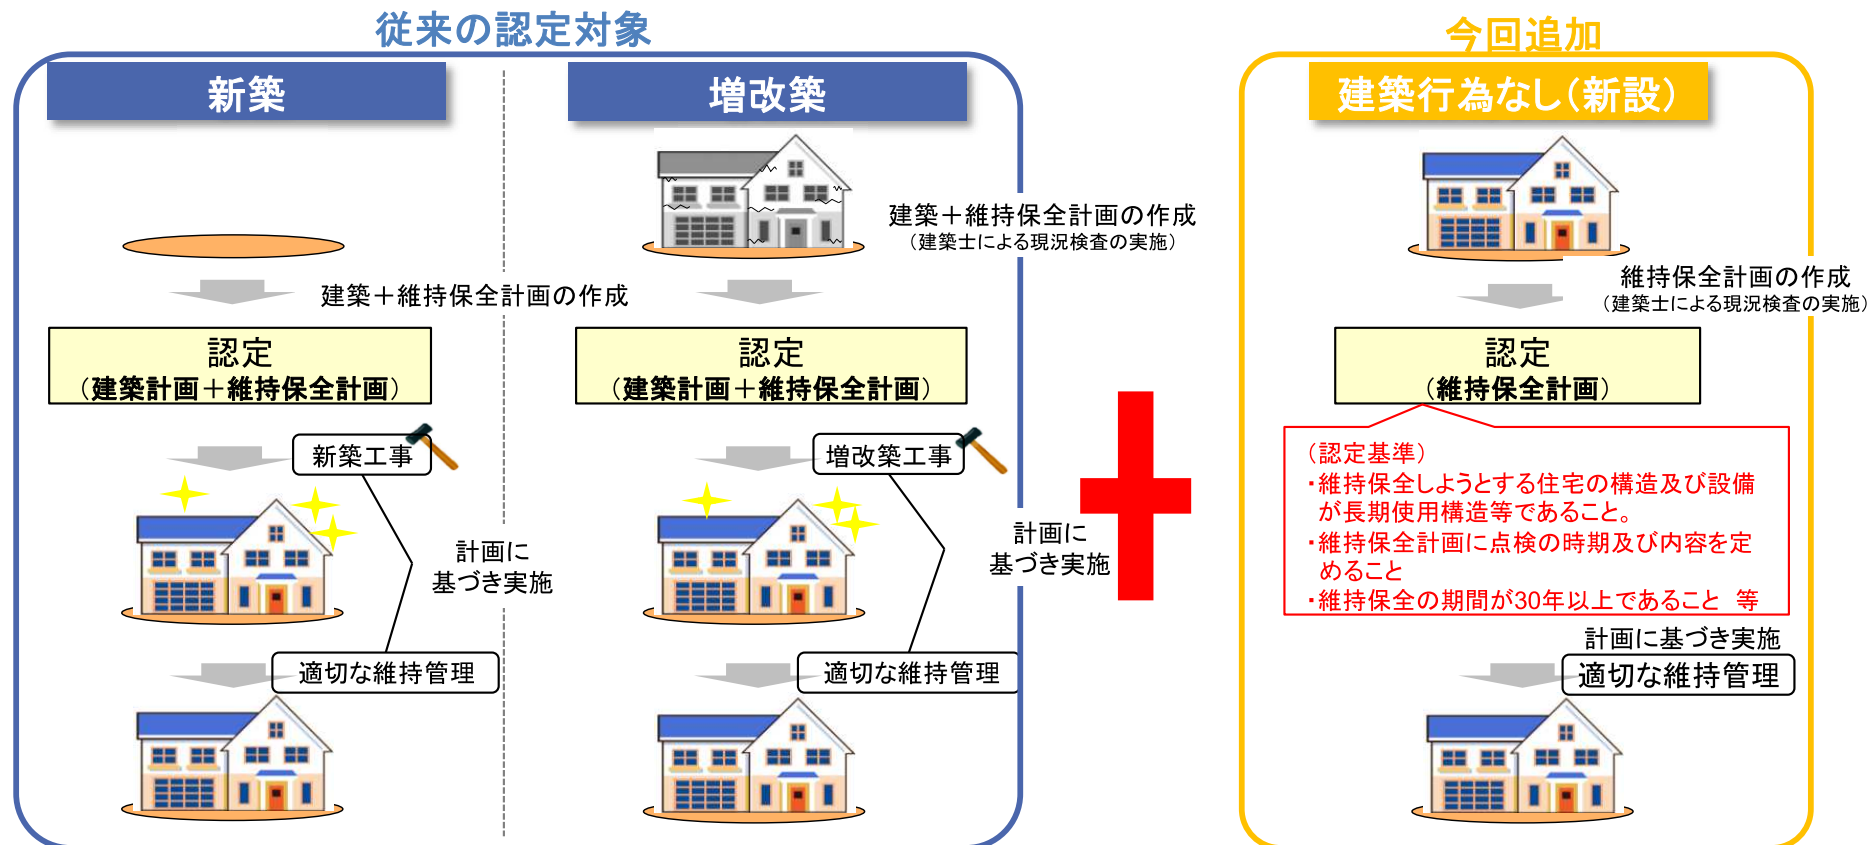 従来の認定対象
新築
建築＋維持保全計画の作成
認定
（建築計画＋維持保全計画）
新築工事
計画に
基づき実施
適切な維持管理
増改築
建築＋維持保全計画の作成
（建築士による現況検査の実施）
認定
（建築計画＋維持保全計画）
増改築工事
計画に
基づき実施
適切な維持管理
今回追加
建築行為なし（新設）
維持保全計画の作成
（建築士による現況検査の実施）
認定
（維持保全計画）
（認定基準）
・維持保全しようとする住宅の構造及び設備
が長期使用構造等であること。
・維持保全計画に点検の時期及び内容を定
めること
・維持保全の期間が30年以上であること　等
計画に基づき実施
適切な維持管理